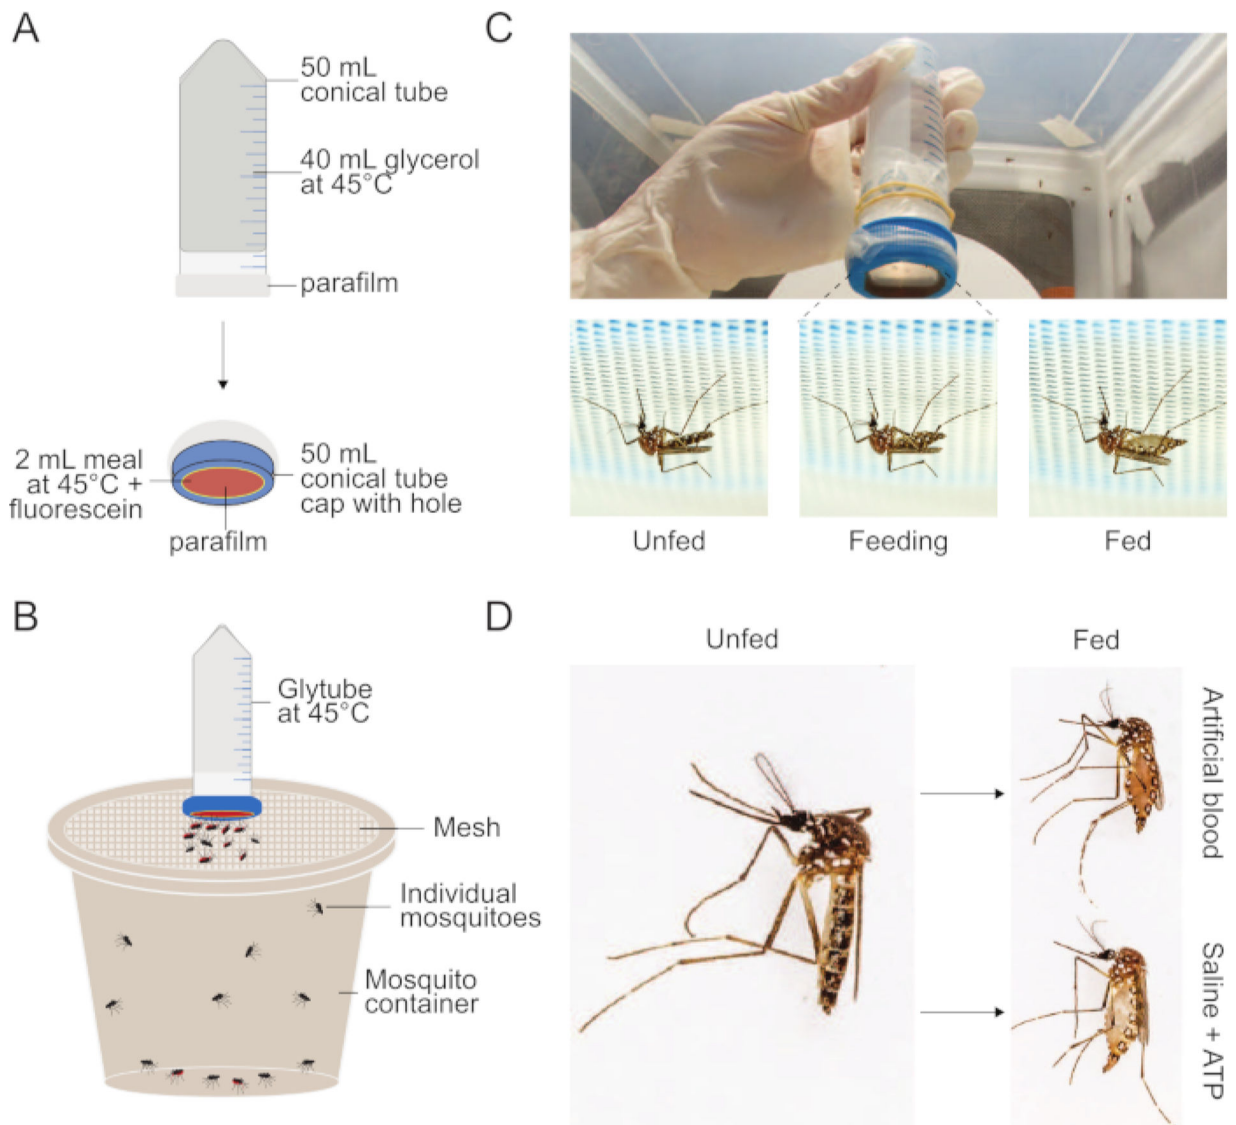 A
50 mL
conical tube
40 mL glycerol
at 45°C
parafilm
2 mL meal
at 45°C +
fluorescein
50 mL
conical tube
cap with hole
parafilm
B
Glytube
at 45°C
Mesh
Individual
mosquitoes
Mosquito
container
C
Unfed
Feeding
Fed
D
Unfed
Fed
Artificial blood
Saline + ATP